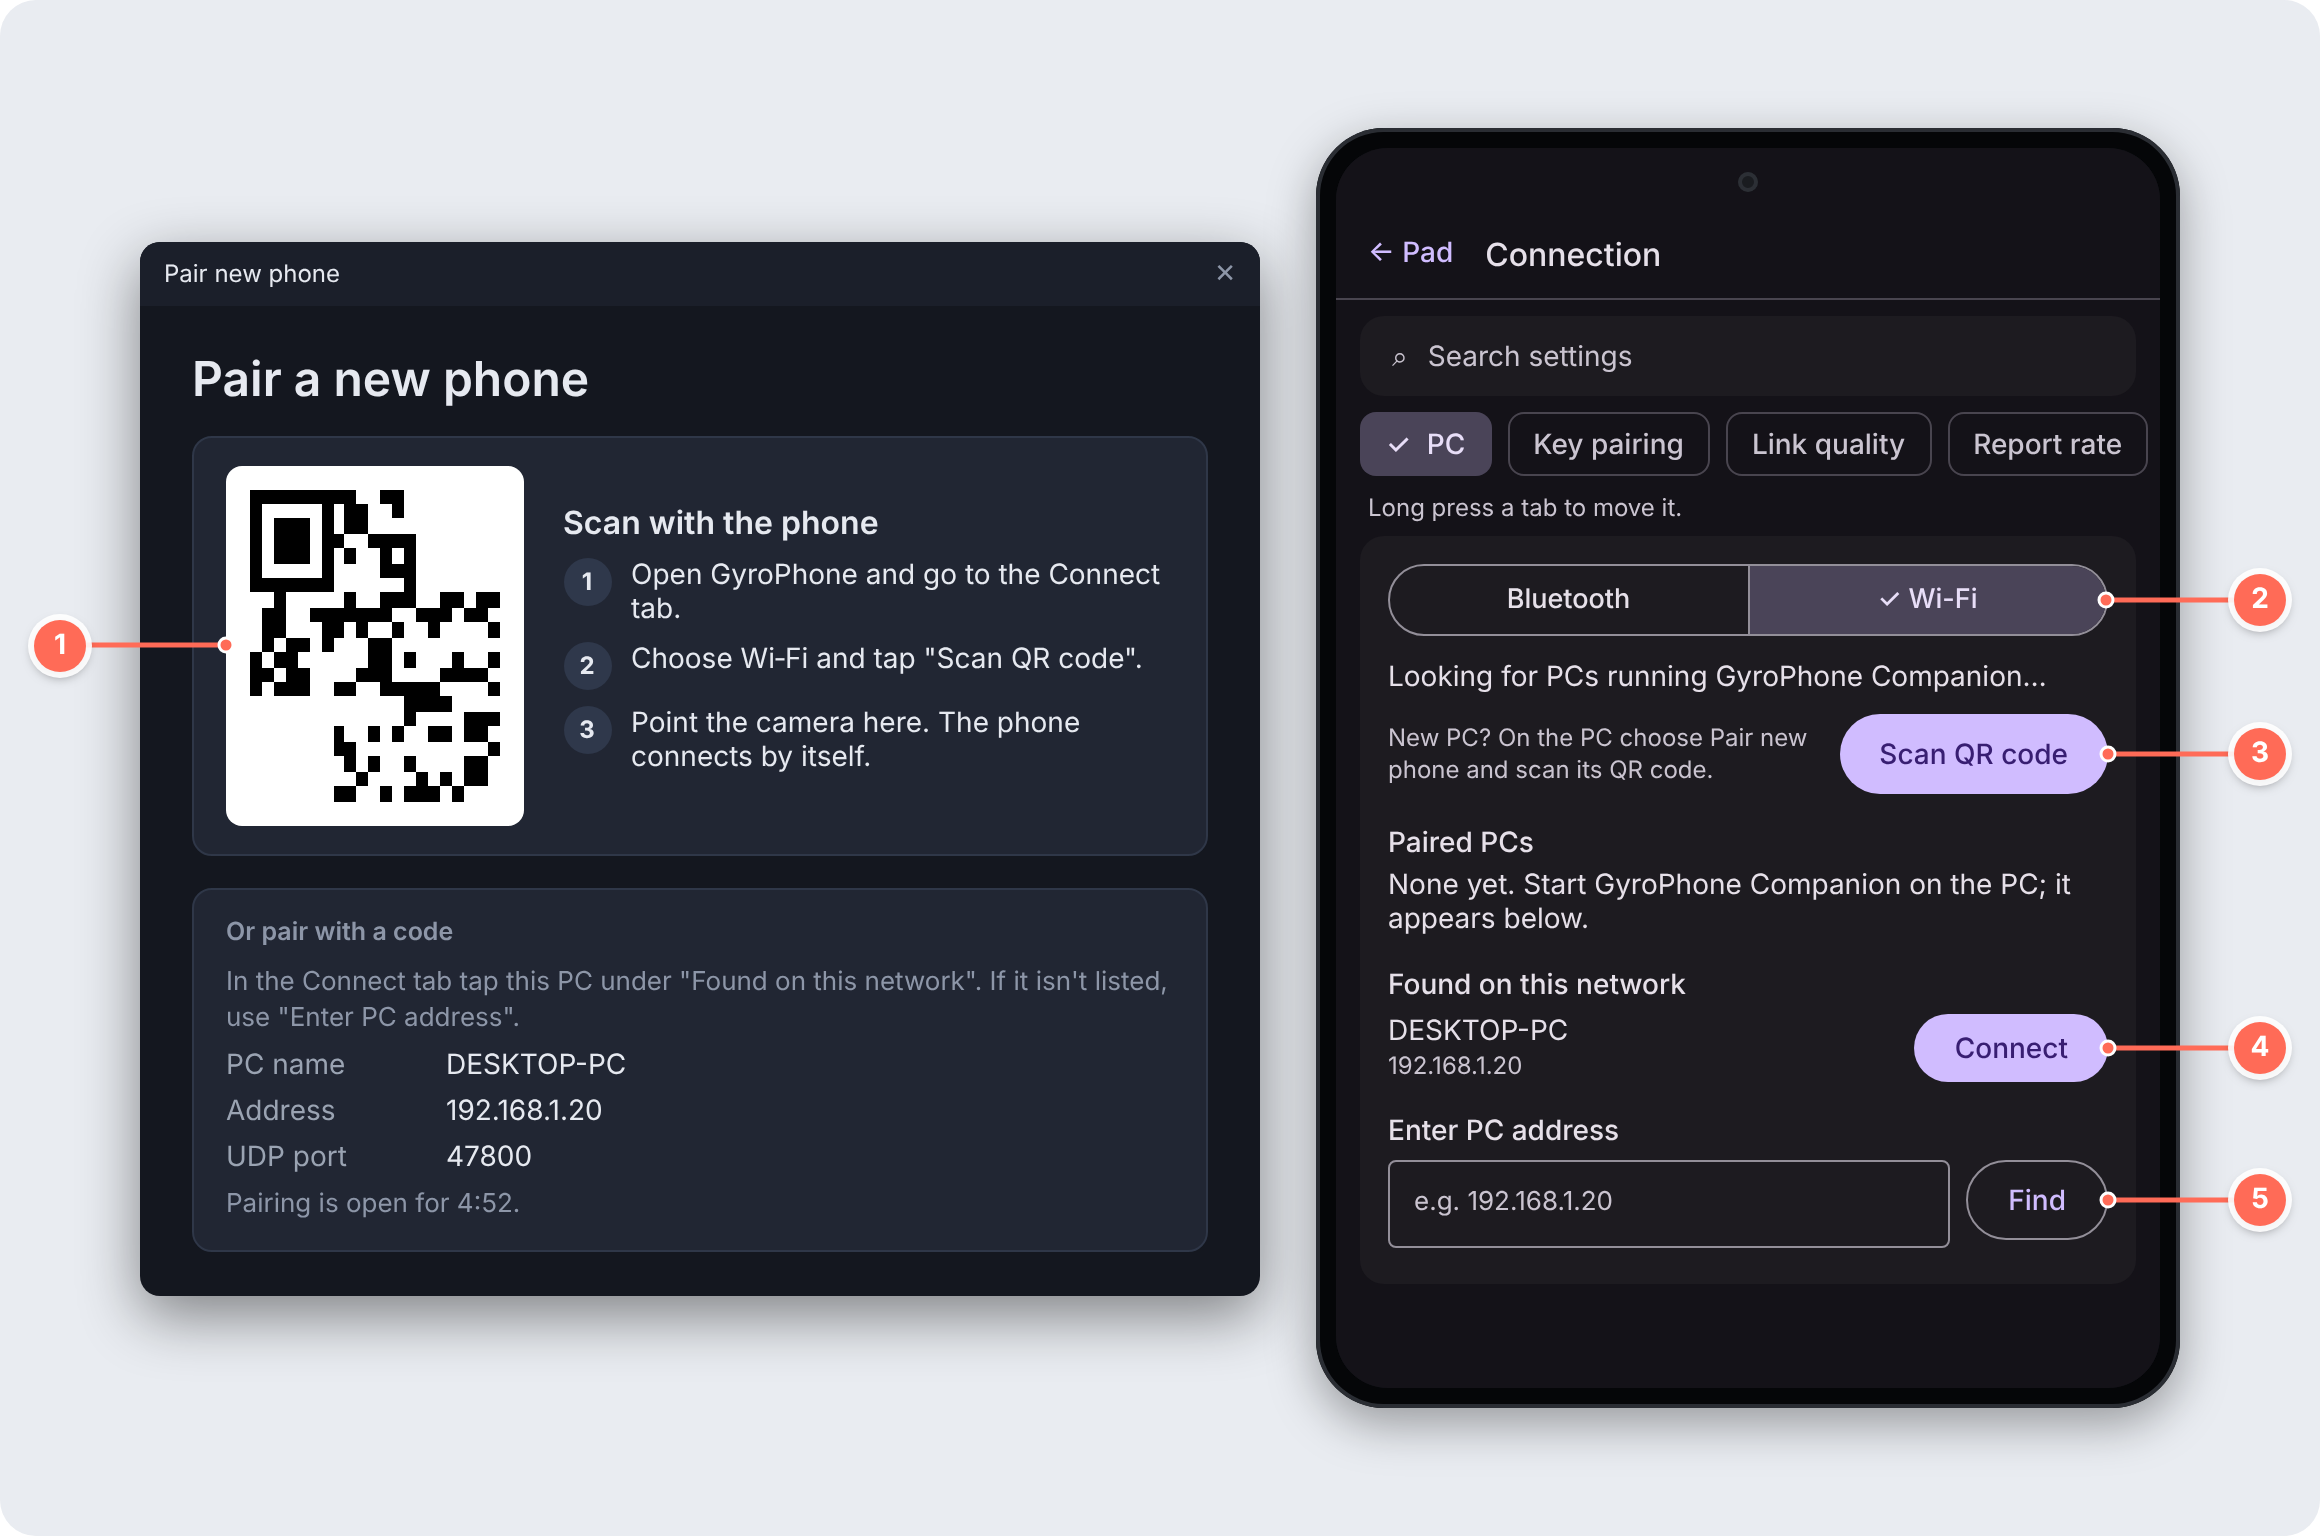 Pair new phone
Pair a new phone
Scan with the phone
1 Open GyroPhone and go to the Connect
tab.
2 Choose Wi-Fi and tap "Scan QR code".
3 Point the camera here. The phone
connects by itself.
Or pair with a code
In the Connect tab tap this PC under "Found on this network". If it isn't listed,
use "Enter PC address".
PC name DESKTOP-PC
Address 192.168.1.20
UDP port 47800
Pairing is open for 4:52.
1
← Pad Connection
Search settings
✓ PC Key pairing Link quality Report rate
Long press a tab to move it.
Bluetooth ✓ Wi-Fi
2
Looking for PCs running GyroPhone Companion...
New PC? On the PC choose Pair new
phone and scan its QR code.
Scan QR code
3
Paired PCs
None yet. Start GyroPhone Companion on the PC; it
appears below.
Found on this network
DESKTOP-PC
192.168.1.20
Connect
4
Enter PC address
e.g. 192.168.1.20
Find
5